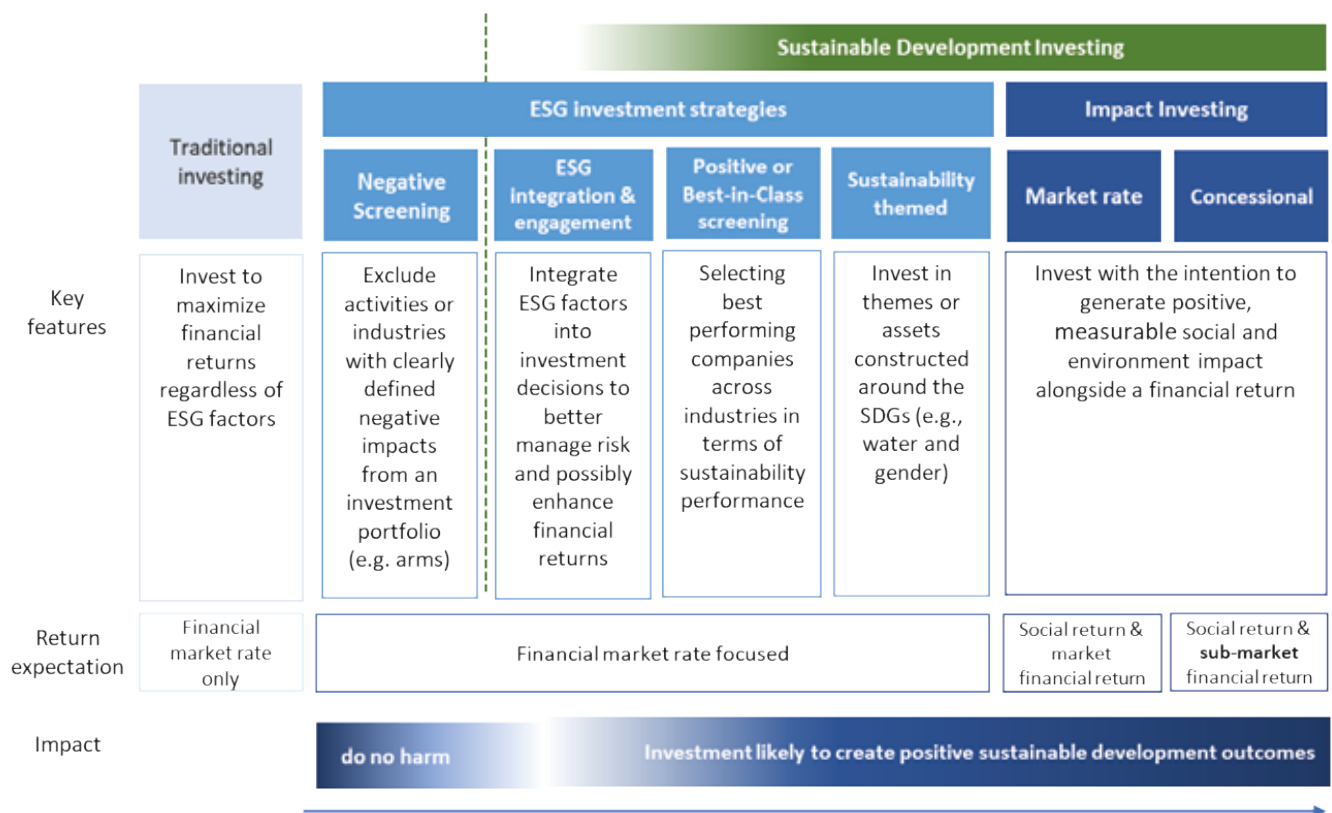 Sustainable Development Investing
ESG investment strategies
Impact Investing
Traditional
investing
Negative
Screening
ESG
integration &
engagement
Positive or
Best-in-Class
screening
Sustainability
themed
Market rate
Concessional
Key
features
Invest to
maximize
financial
returns
regardless of
ESG factors
Exclude
activities or
industries
with clearly
defined
negative
impacts
from an
investment
portfolio
(e.g. arms)
Integrate
ESG factors
into
investment
decisions to
better
manage risk
and possibly
enhance
financial
returns
Selecting
best
performing
companies
across
industries in
terms of
sustainability
performance
Invest in
themes or
assets
constructed
around the
SDGs (e.g.,
water and
gender)
Invest with the intention to
generate positive,
measurable social and
environment impact
alongside a financial return
Return
expectation
Financial
market rate
only
Financial market rate focused
Social return &
market
financial return
Social return &
sub-market
financial return
Impact
do no harm
Investment likely to create positive sustainable development outcomes